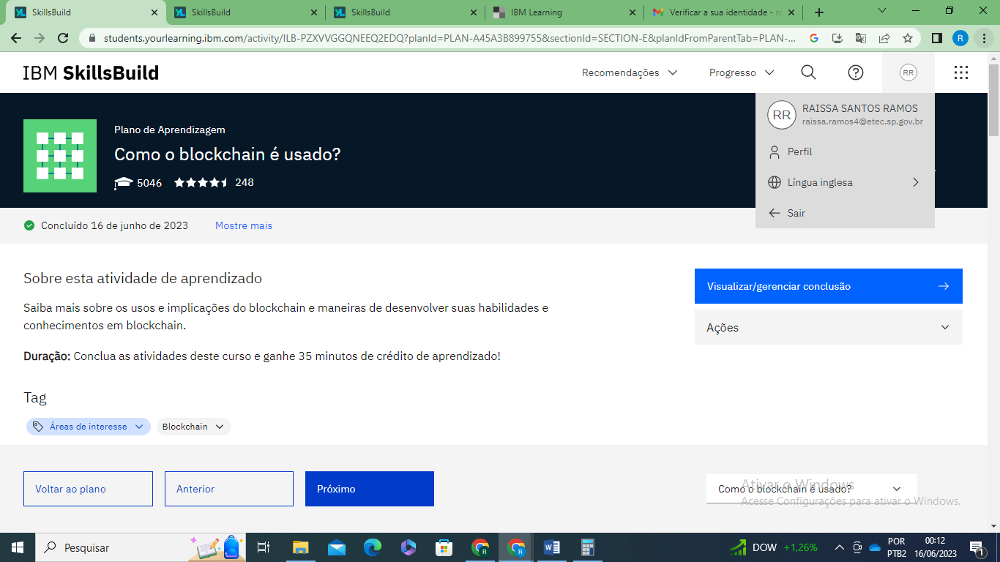 SkillsBuild
SkillsBuild
SkillsBuild
IBM Learning
Verificar a sua identidade - ra
students.yourlearning.ibm.com/activity/ILB-PZXVVGGQNEEQ2EDQ?planId=PLAN-A45A3B899755&sectionId=SECTION-E&planIdFromParentTab=PLAN-...
R
IBM SkillsBuild
Recomendações
Progresso
RR
RR
RAISSA SANTOS RAMOS
raissa.ramos4@etec.sp.gov.br
Perfil
Língua inglesa
Sair
Plano de Aprendizagem
Como o blockchain é usado?
5046
248
Concluído 16 de junho de 2023
Mostre mais
Sobre esta atividade de aprendizado
Saiba mais sobre os usos e implicações do blockchain e maneiras de desenvolver suas habilidades e
conhecimentos em blockchain.
Duração: Conclua as atividades deste curso e ganhe 35 minutos de crédito de aprendizado!
Visualizar/gerenciar conclusão
Ações
Tag
Áreas de interesse
Blockchain
Voltar ao plano
Anterior
Próximo
Como o blockchain é usado?
Ativar o Windows
Acesse Configurações para ativar o Windows.
Pesquisar
DOW +1,26%
POR
PTB2
00:12
16/06/2023
1